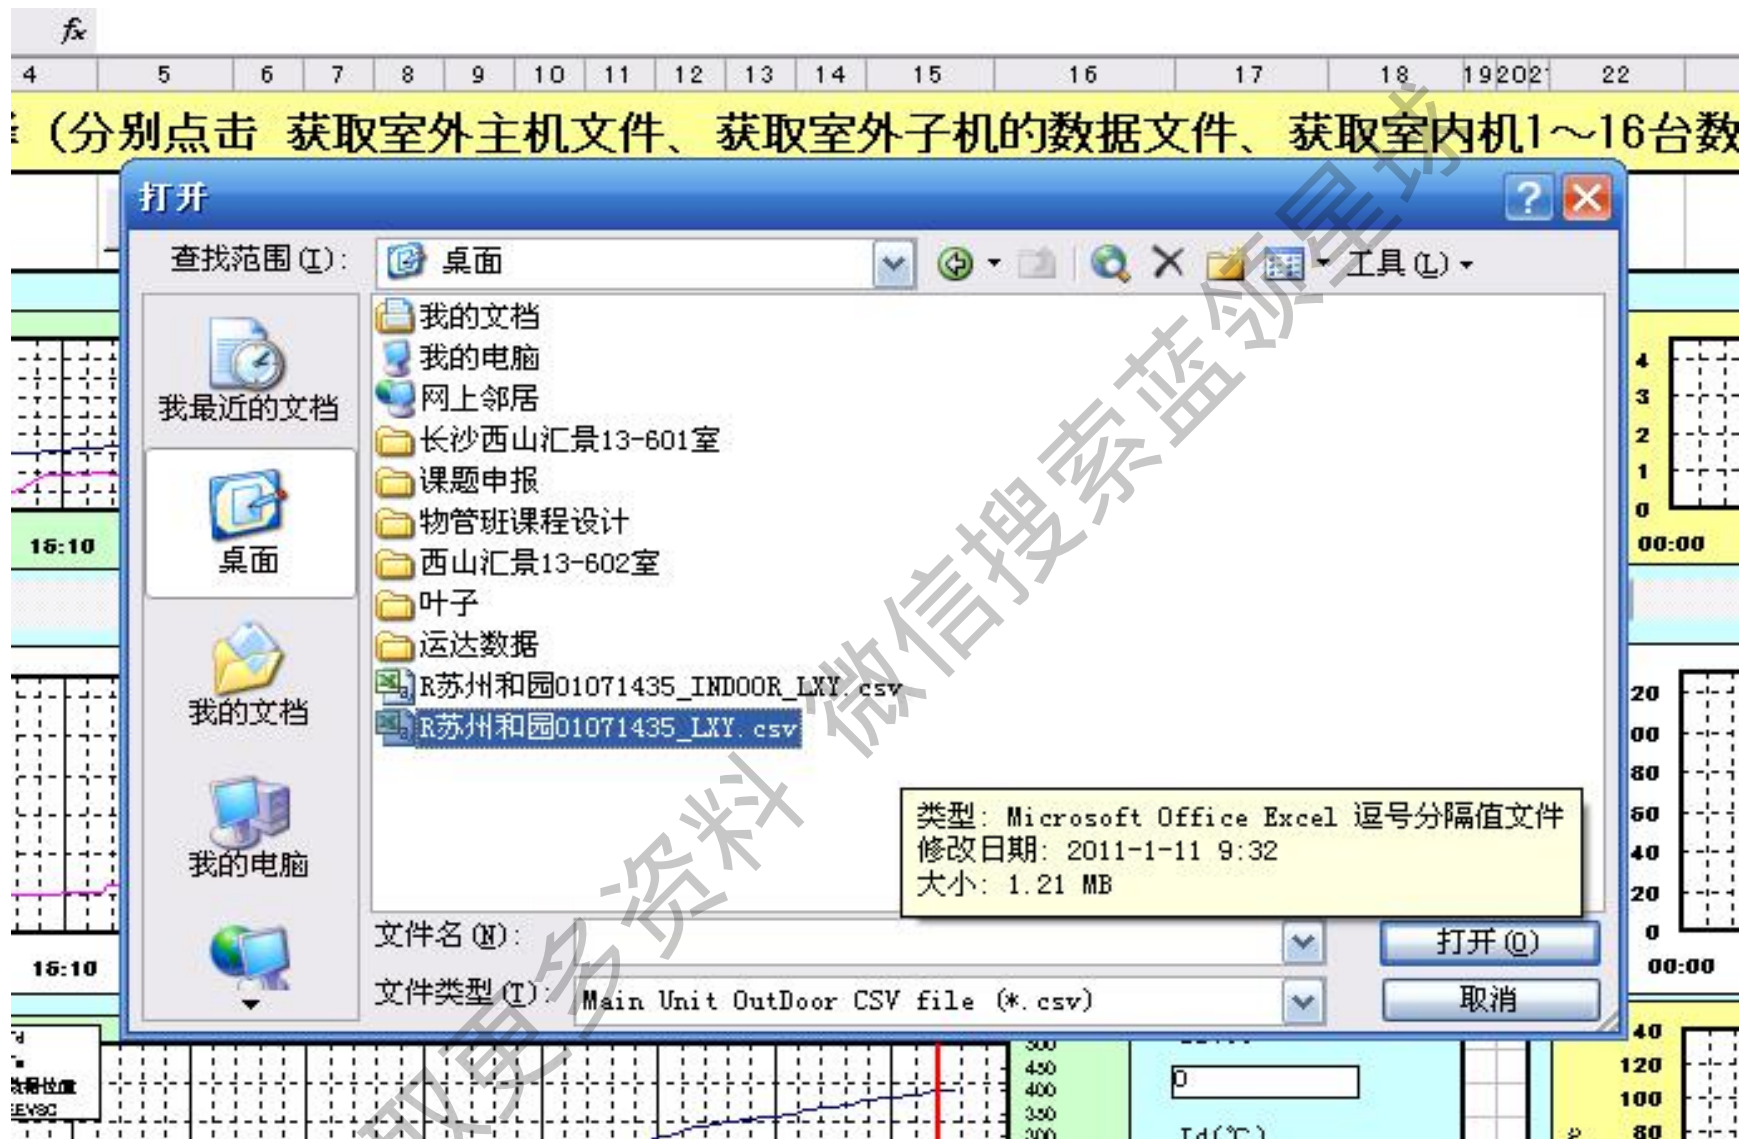 fx
4 5 6 7 8 9 10 11 12 13 14 15 16 17 18 19 20 21 22
（分别点击 获取室外主机文件、获取室外子机的数据文件、获取室内机1～16台数
打开
查找范围(I): 桌面 工具(L)
我最近的文档
桌面
我的文档
我的电脑
我的文档
我的电脑
网上邻居
长沙西山汇景13-601室
课题申报
物管班课程设计
西山汇景13-602室
叶子
运达数据
R苏州和园01071435_INDOOR_LXY.csv
R苏州和园01071435_LXY.csv
类型: Microsoft Office Excel 逗号分隔值文件
修改日期: 2011-1-11 9:32
大小: 1.21 MB
文件名(N): 打开(O)
文件类型(T): Main Unit OutDoor CSV file (*.csv) 取消
15:10
15:10
4
3
2
1
0
00:00
20
00
80
60
40
20
0
00:00
450
400
350
300
0
Td(℃)
40
120
100
80
取更多资料 微信搜索蓝领星球